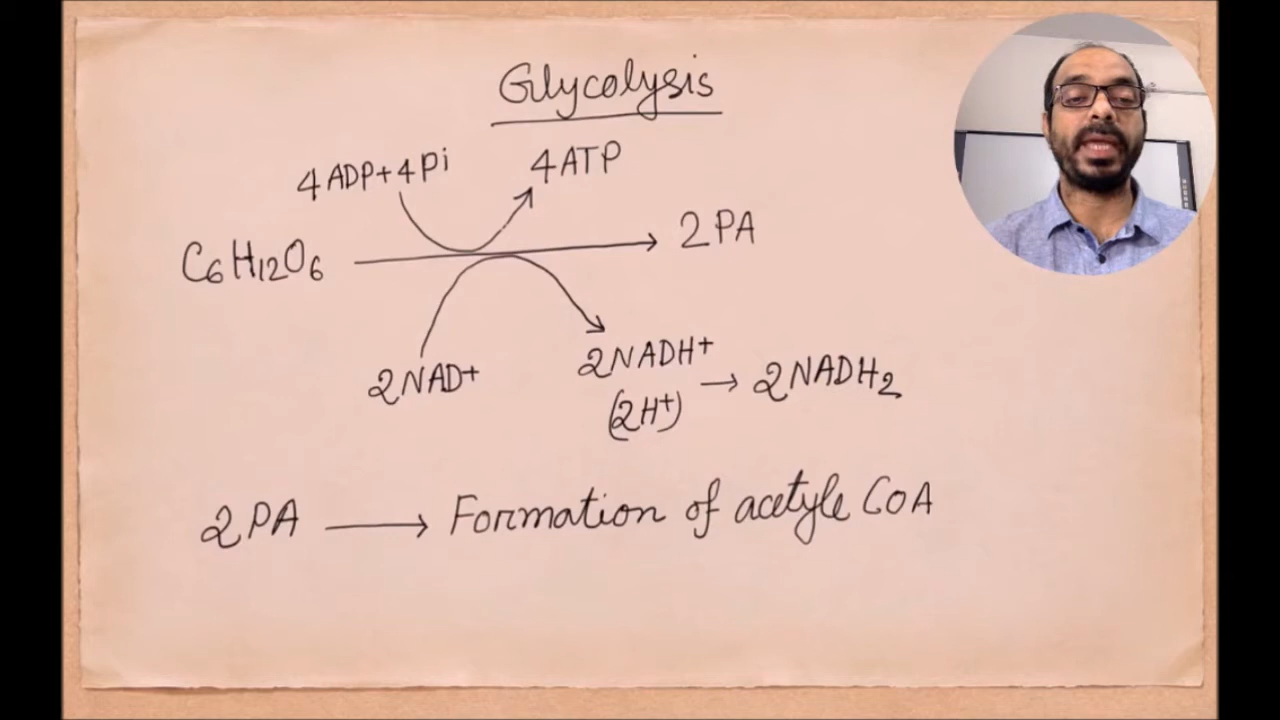 Glycolysis
4ADP+4Pi 4ATP
C6H12O6 → 2PA
2NAD+ 2NADH+ → 2NADH2
(2H+)
2PA → Formation of acetyle CoA